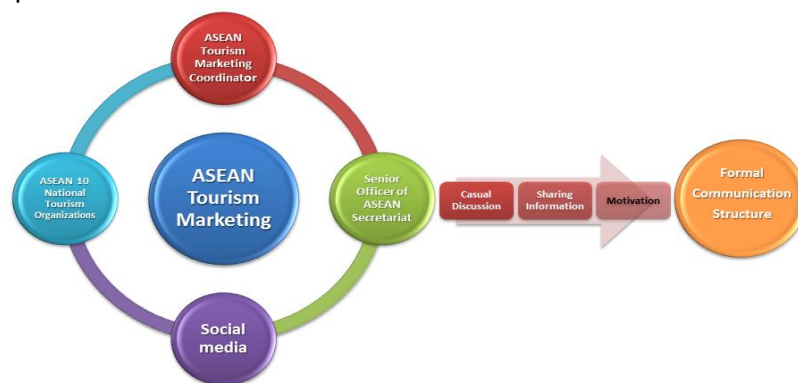 ASEAN
Tourism
Marketing
Coordinator
ASEAN 10
National
Tourism
Organizations
ASEAN
Tourism
Marketing
Senior
Officer of
ASEAN
Secretariat
Social
media
Casual
Discussion
Sharing
Information
Motivation
Formal
Communication
Structure